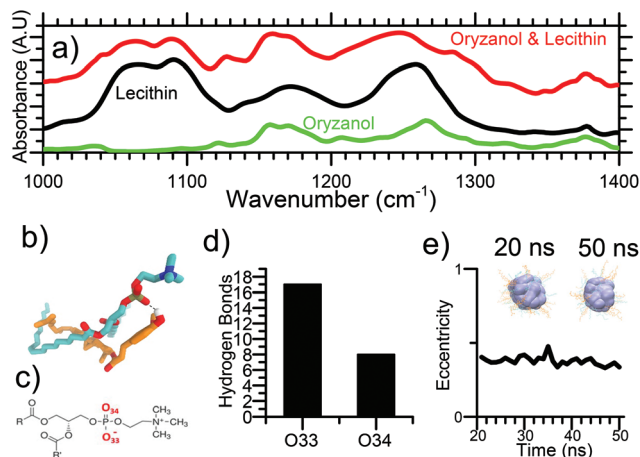 a)
Absorbance (A.U)
Oryzanol & Lecithin
Lecithin
Oryzanol
1000 1100 1200 1300 1400
Wavenumber (cm-1)
b)
c)
O
R O
O
R'
O
O34
O P O
O33-
N+
CH3
CH3
CH3
d)
Hydrogen Bonds
18
16
14
12
10
8
6
4
2
0
O33 O34
e)
20 ns 50 ns
Eccentricity
1
0
20 30 40 50
Time (ns)